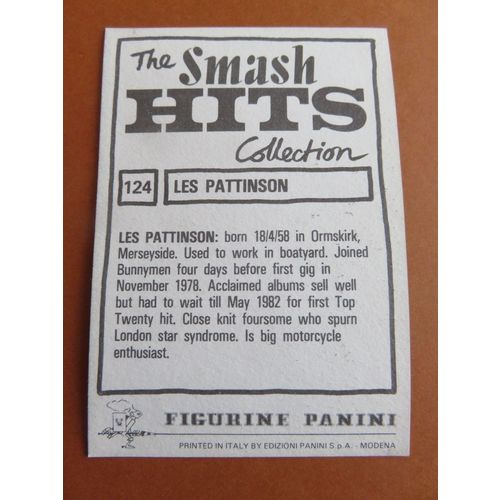 The Smash
HITS
Collection
124 LES PATTINSON
LES PATTINSON: born 18/4/58 in Ormskirk,
Merseyside. Used to work in boatyard. Joined
Bunnymen four days before first gig in
November 1978. Acclaimed albums sell well
but had to wait till May 1982 for first Top
Twenty hit. Close knit foursome who spurn
London star syndrome. Is big motorcycle
enthusiast.
FIGURINE PANINI
PRINTED IN ITALY BY EDIZIONI PANINI S.p.A. - MODENA